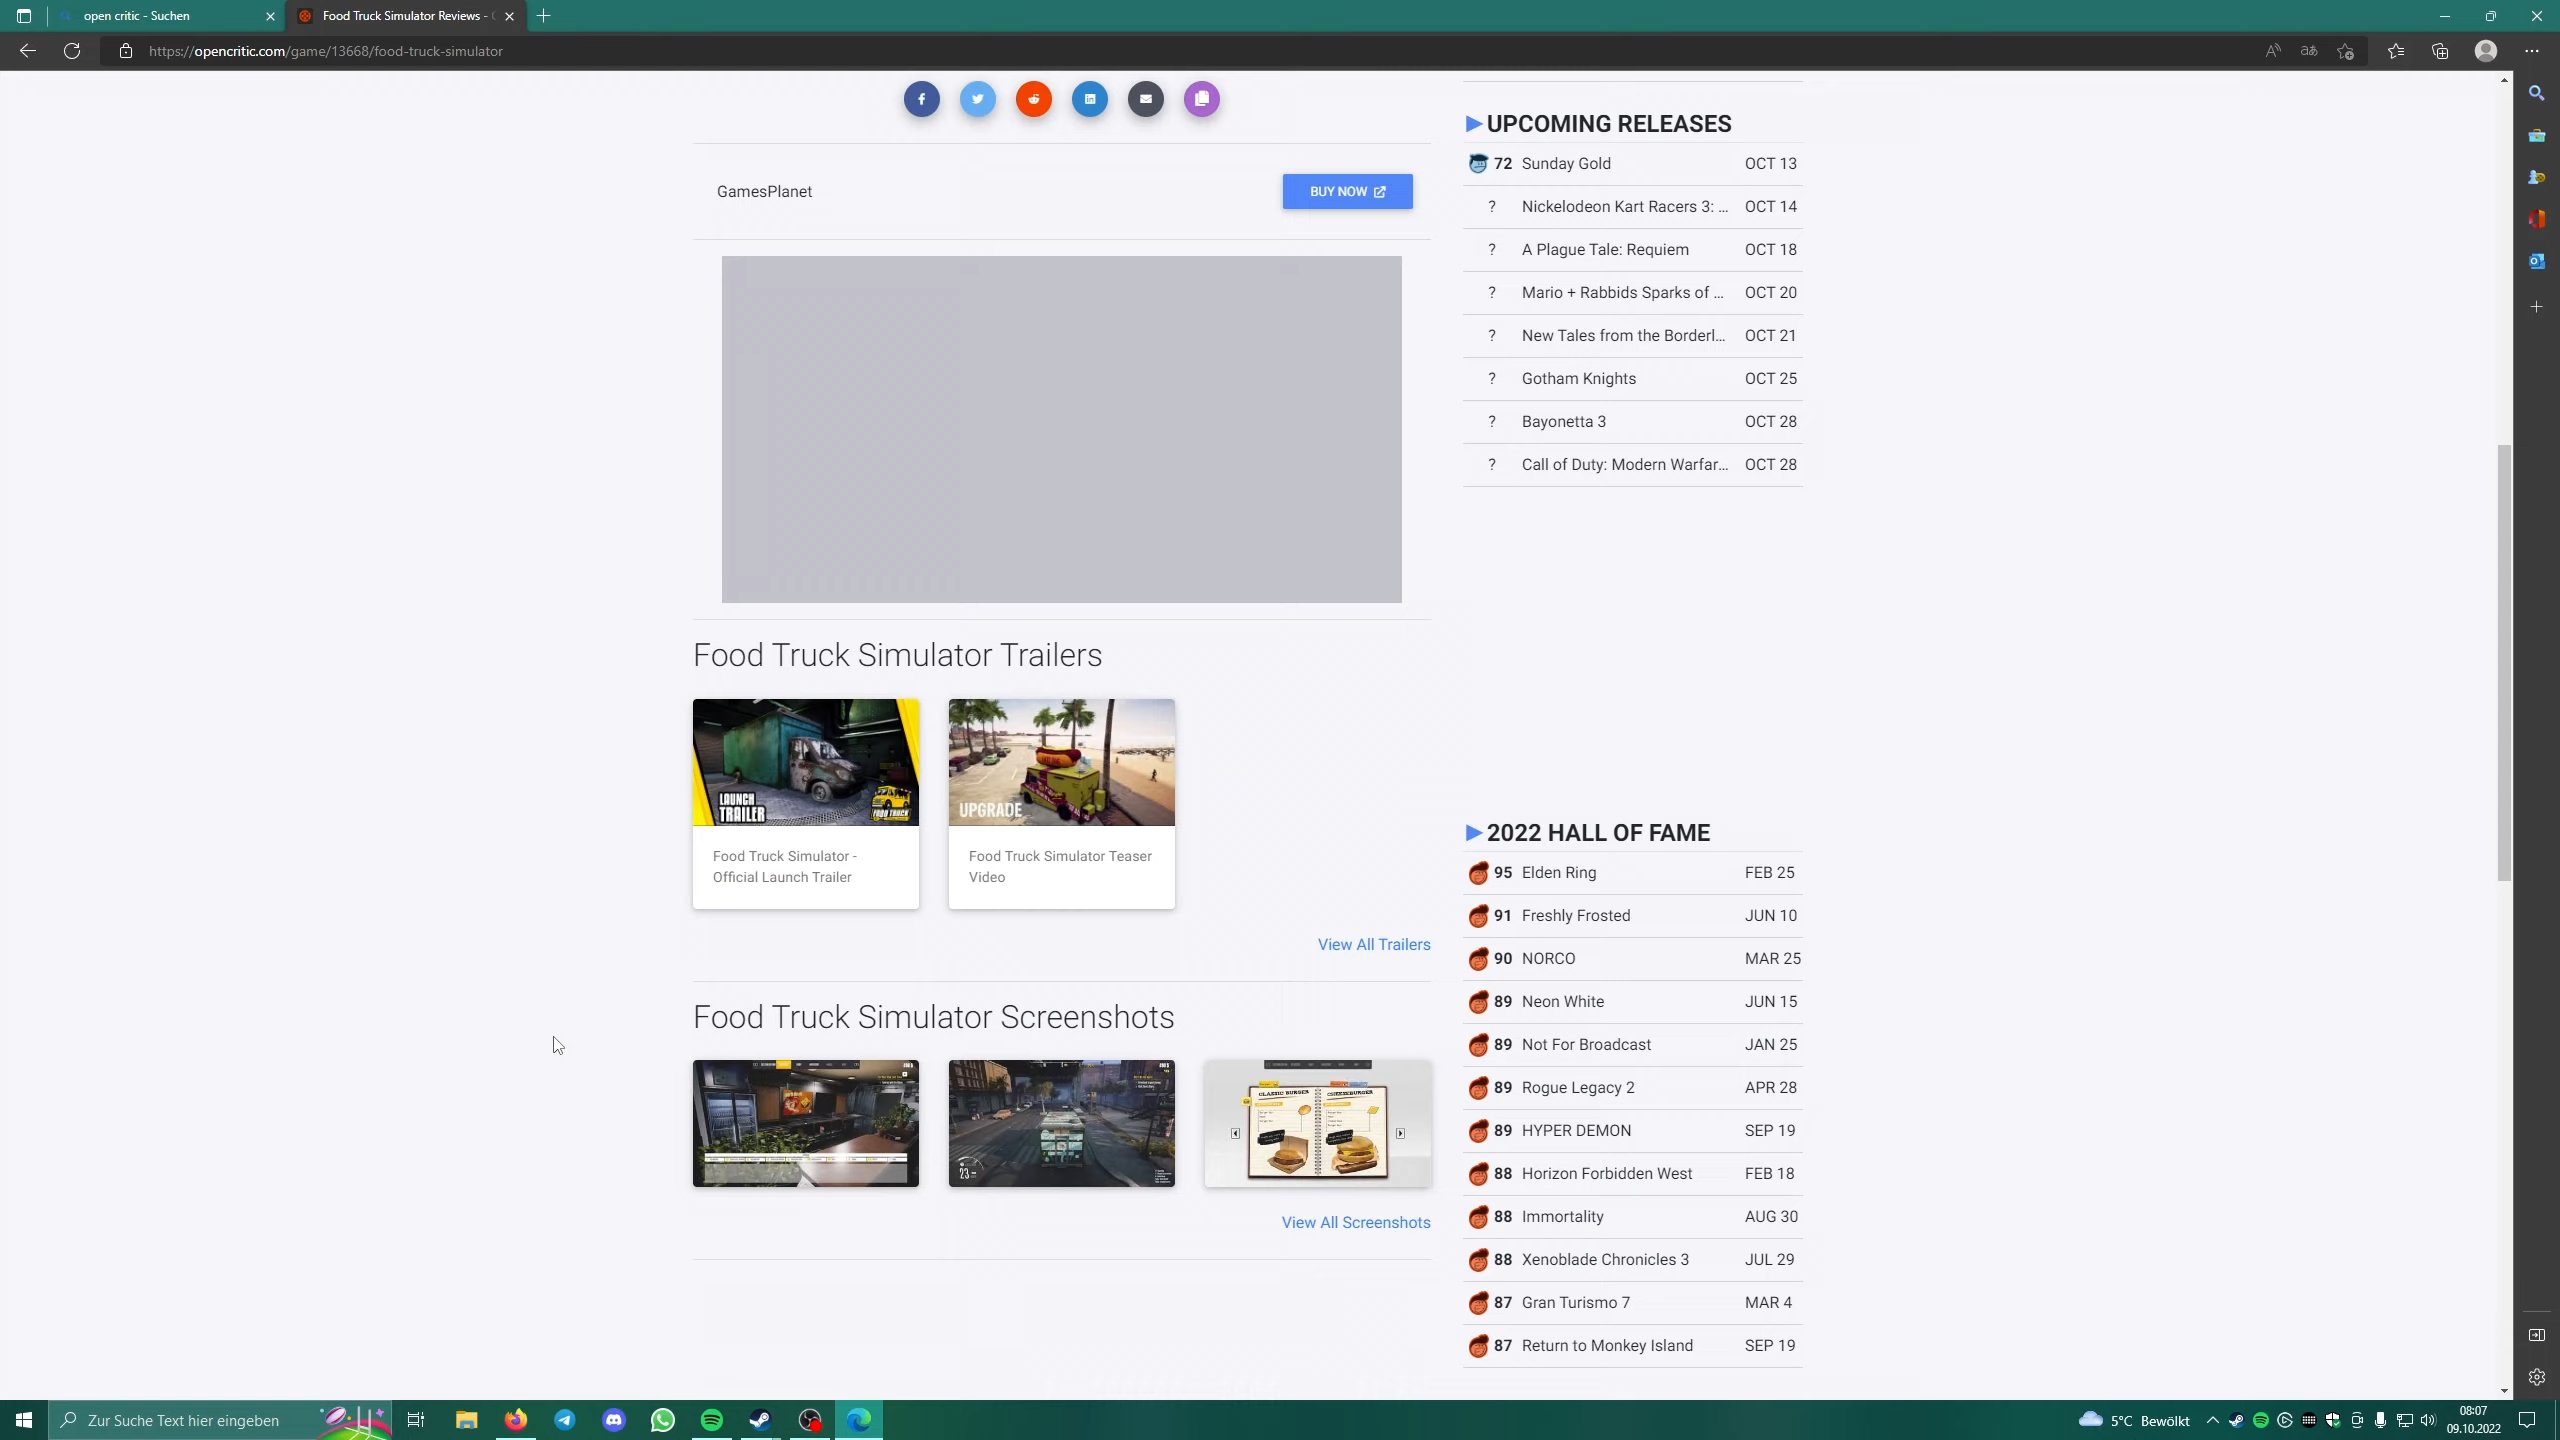 open critic - Suchen
Food Truck Simulator Reviews -
https://opencritic.com/game/13668/food-truck-simulator
GamesPlanet
BUY NOW
Food Truck Simulator Trailers
LAUNCH
TRAILER
FOOD TRUCK
UPGRADE
Food Truck Simulator -
Official Launch Trailer
Food Truck Simulator Teaser
Video
View All Trailers
Food Truck Simulator Screenshots
23
CLASSIC BURGER
CHEESEBURGER
View All Screenshots
UPCOMING RELEASES
72 Sunday Gold OCT 13
? Nickelodeon Kart Racers 3: ... OCT 14
? A Plague Tale: Requiem OCT 18
? Mario + Rabbids Sparks of ... OCT 20
? New Tales from the Borderl... OCT 21
? Gotham Knights OCT 25
? Bayonetta 3 OCT 28
? Call of Duty: Modern Warfar... OCT 28
2022 HALL OF FAME
95 Elden Ring FEB 25
91 Freshly Frosted JUN 10
90 NORCO MAR 25
89 Neon White JUN 15
89 Not For Broadcast JAN 25
89 Rogue Legacy 2 APR 28
89 HYPER DEMON SEP 19
88 Horizon Forbidden West FEB 18
88 Immortality AUG 30
88 Xenoblade Chronicles 3 JUL 29
87 Gran Turismo 7 MAR 4
87 Return to Monkey Island SEP 19
Zur Suche Text hier eingeben
5°C Bewölkt
08:07
09.10.2022